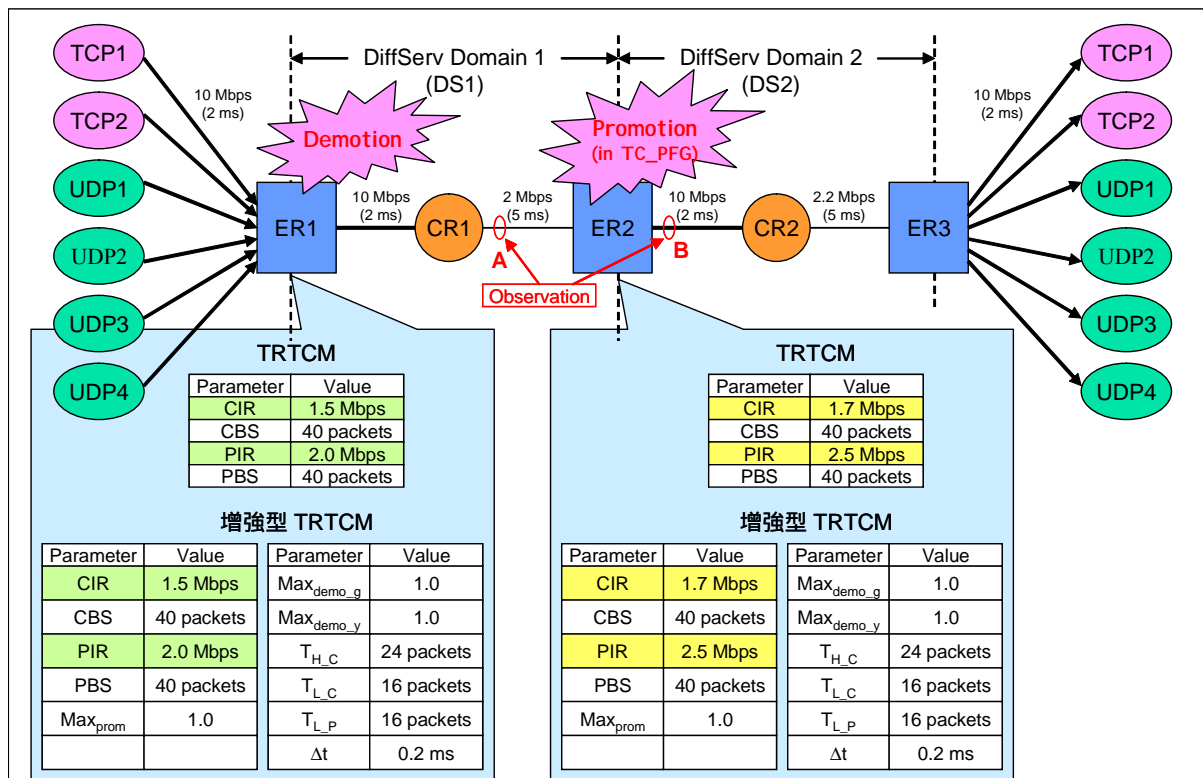 TCP1
TCP2
UDP1
UDP2
UDP3
UDP4
10 Mbps
(2 ms)
DiffServ Domain 1
(DS1)
DiffServ Domain 2
(DS2)
Demotion
Promotion
(in TC_PFG)
ER1
10 Mbps
(2 ms)
CR1
2 Mbps
(5 ms)
A
ER2
10 Mbps
(2 ms)
B
CR2
2.2 Mbps
(5 ms)
ER3
Observation
10 Mbps
(2 ms)
TCP1
TCP2
UDP1
UDP2
UDP3
UDP4
TRTCM
Parameter Value
CIR 1.5 Mbps
CBS 40 packets
PIR 2.0 Mbps
PBS 40 packets
增強型 TRTCM
Parameter Value
CIR 1.5 Mbps
CBS 40 packets
PIR 2.0 Mbps
PBS 40 packets
Maxprom 1.0
Parameter Value
Maxdemo_g 1.0
Maxdemo_y 1.0
TH_C 24 packets
TL_C 16 packets
TL_P 16 packets
Δt 0.2 ms
TRTCM
Parameter Value
CIR 1.7 Mbps
CBS 40 packets
PIR 2.5 Mbps
PBS 40 packets
增強型 TRTCM
Parameter Value
CIR 1.7 Mbps
CBS 40 packets
PIR 2.5 Mbps
PBS 40 packets
Maxprom 1.0
Parameter Value
Maxdemo_g 1.0
Maxdemo_y 1.0
TH_C 24 packets
TL_C 16 packets
TL_P 16 packets
Δt 0.2 ms